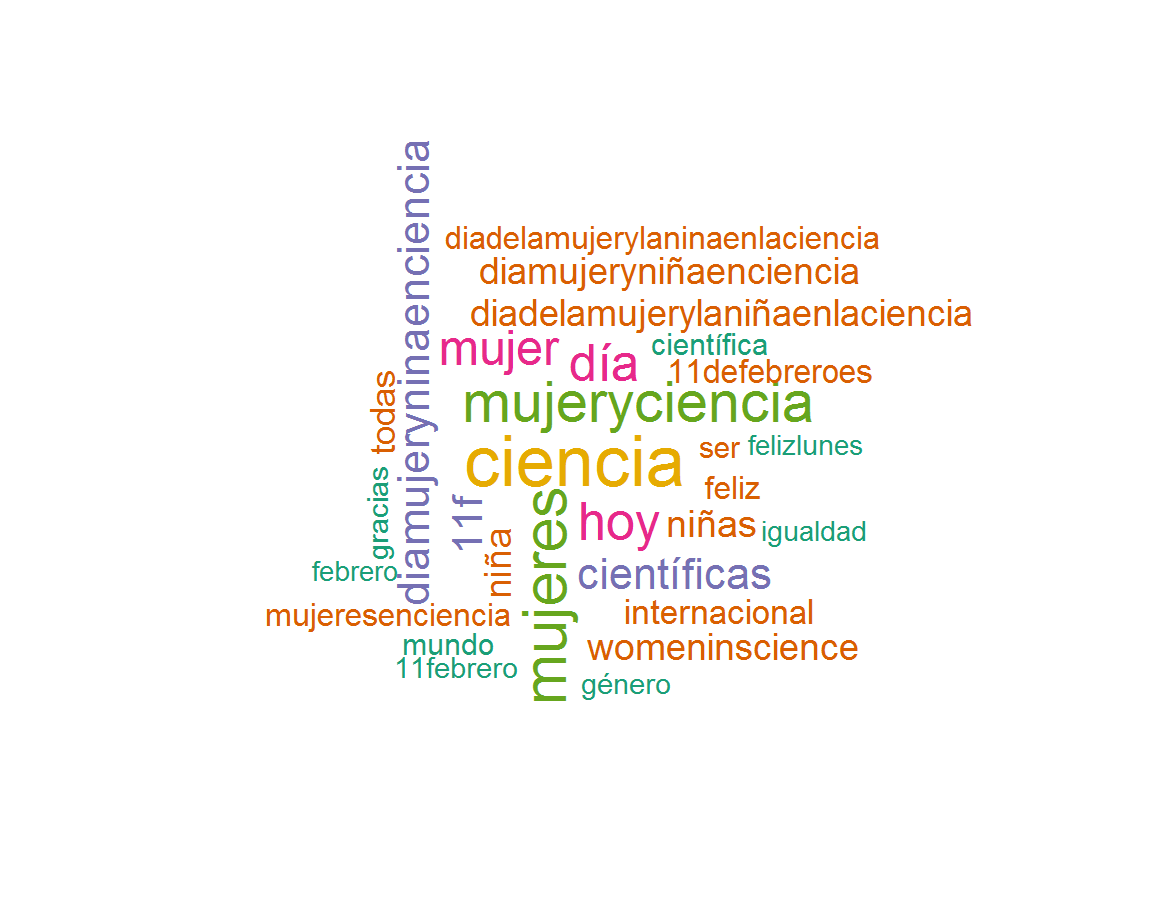 diamujeryninaenciencia
diadelamujerylaninaenlaciencia
diamujeryniñaenciencia
diadelamujerylaniñaenlaciencia
mujer
día
científica
11defebreroes
todas
mujeryciencia
ciencia
ser
felizlunes
gracias
11f
feliz
mujeres
hoy
niñas
igualdad
niña
febrero
científicas
mujeresenciencia
internacional
mundo
womeninscience
11febrero
género